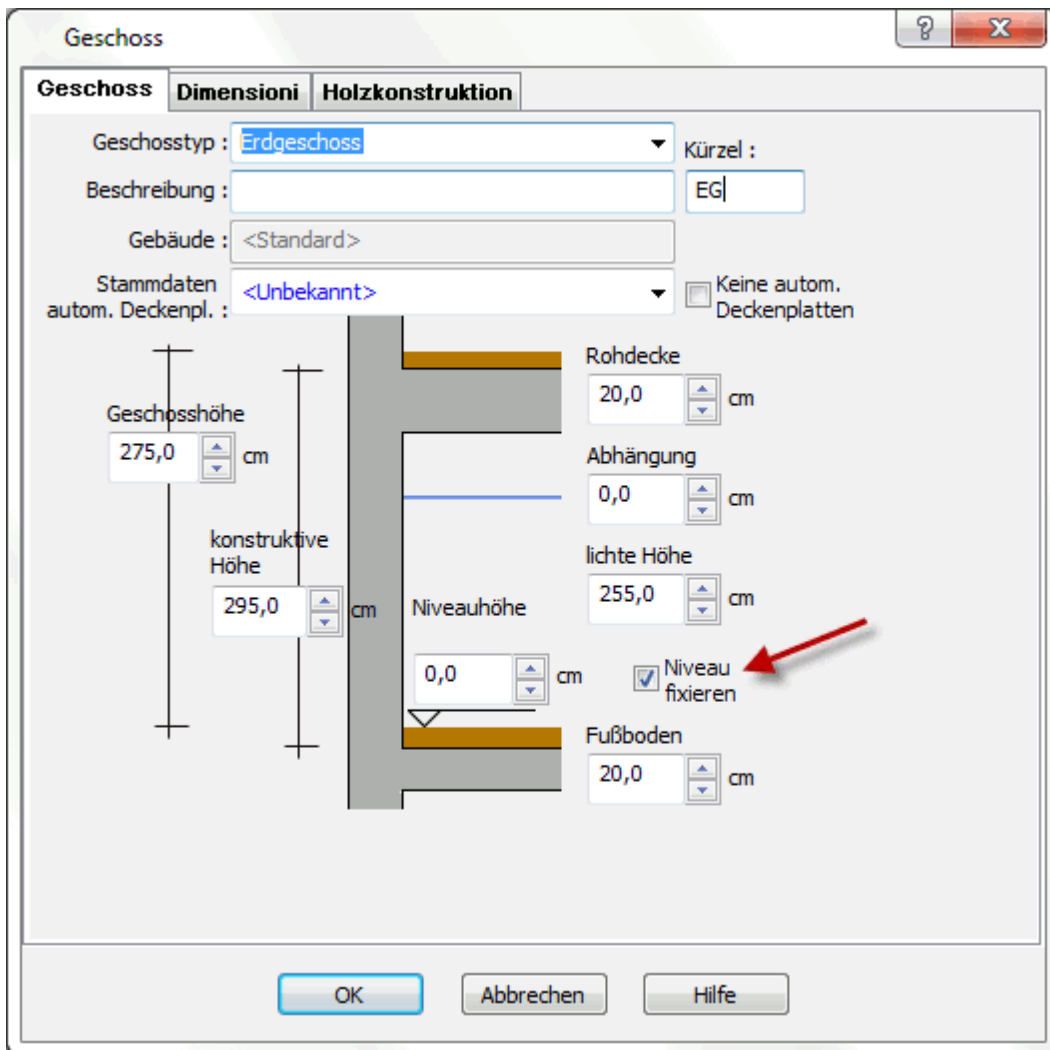 Geschoss
Geschoss Dimensioni Holzkonstruktion
Geschosstyp : Erdgeschoss Kürzel :
Beschreibung : EG
Gebäude : <Standard>
Stammdaten autom. Deckenpl. : <Unbekannt> Keine autom. Deckenplatten
Rohdecke
20,0 cm
Geschosshöhe
275,0 cm
Abhängung
0,0 cm
konstruktive
Höhe
295,0 cm
lichte Höhe
255,0 cm
Niveauhöhe
0,0 cm
Niveau
fixieren
Fußboden
20,0 cm
OK Abbrechen Hilfe